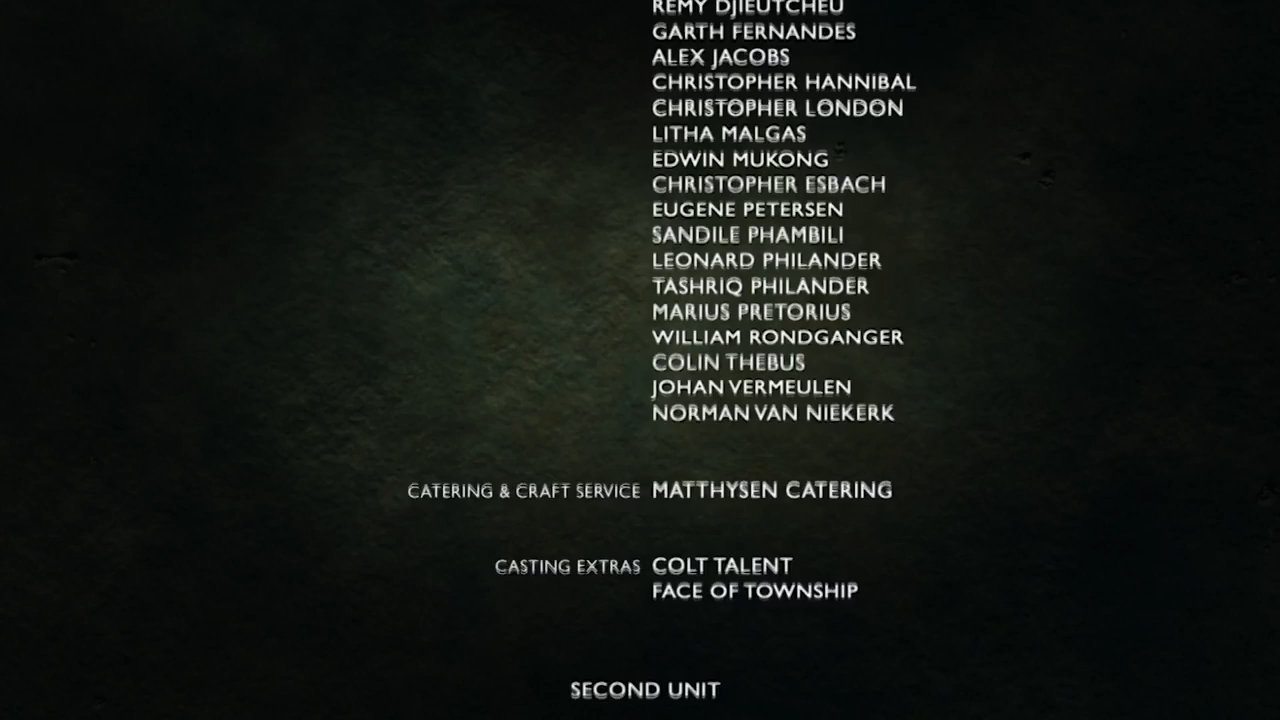 REMY DJIEUTCHEU
GARTH FERNANDES
ALEX JACOBS
CHRISTOPHER HANNIBAL
CHRISTOPHER LONDON
LITHA MALGAS
EDWIN MUKONG
CHRISTOPHER ESBACH
EUGENE PETERSEN
SANDILE PHAMBILI
LEONARD PHILANDER
TASHRIQ PHILANDER
MARIUS PRETORIUS
WILLIAM RONDGANGER
COLIN THEBUS
JOHAN VERMEULEN
NORMAN VAN NIEKERK
CATERING & CRAFT SERVICE MATTHYSEN CATERING
CASTING EXTRAS COLT TALENT
FACE OF TOWNSHIP
SECOND UNIT